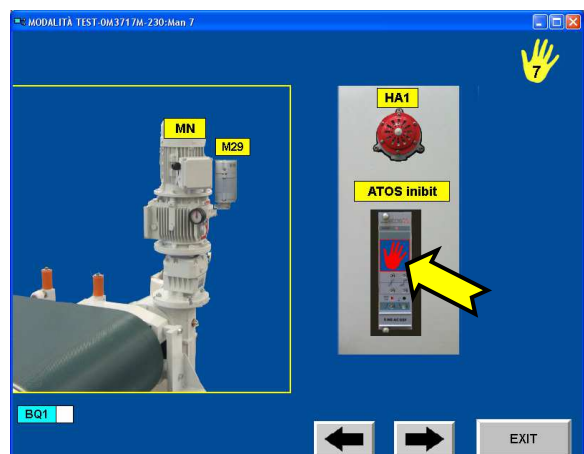 MODALITÀ TEST-0M3717M-230:Man 7
7
HA1
MN
M29
ATOS inibit
BQ1
EXIT